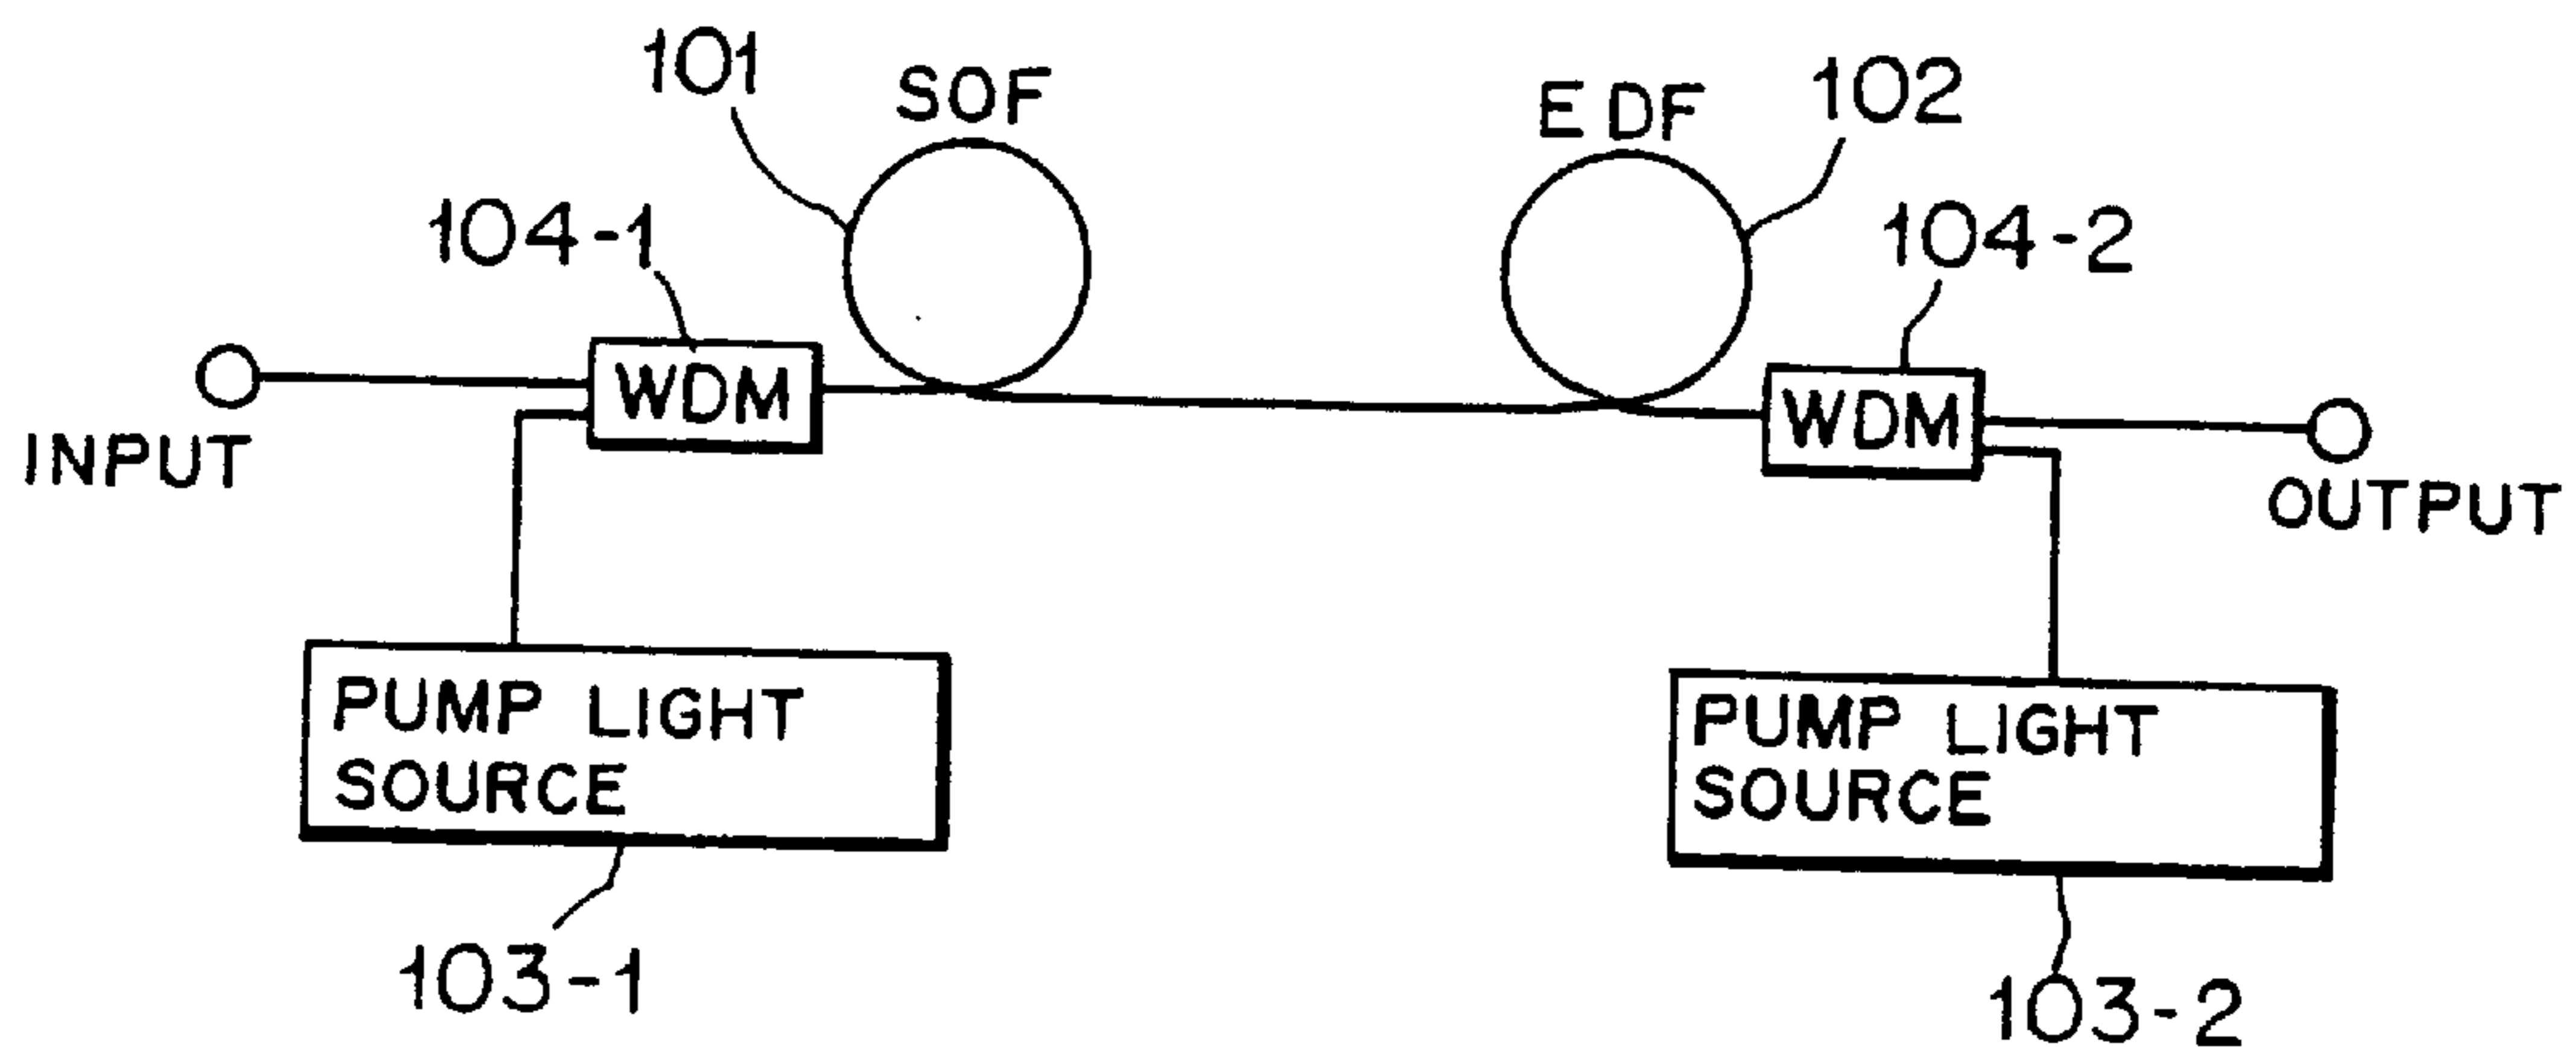 101
SOF
EDF
102
104-1
104-2
WDM
WDM
INPUT
OUTPUT
PUMP LIGHT
SOURCE
PUMP LIGHT
SOURCE
103-1
103-2